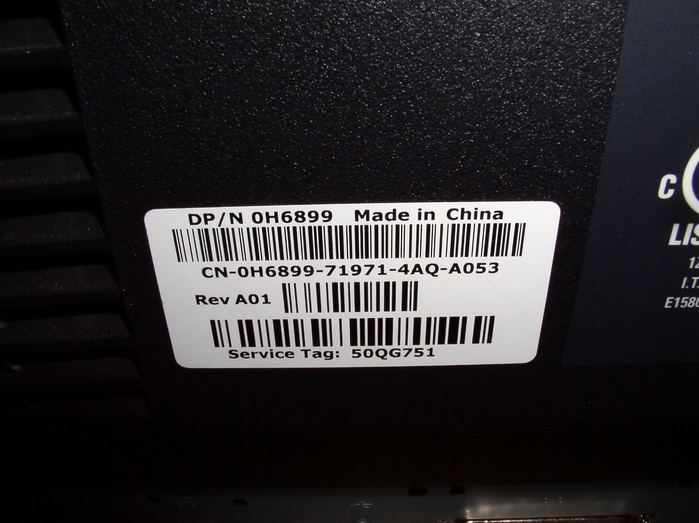 DP/N 0H6899 Made in China
CN-0H6899-71971-4AQ-A053
Rev A01
Service Tag: 50QG751
C